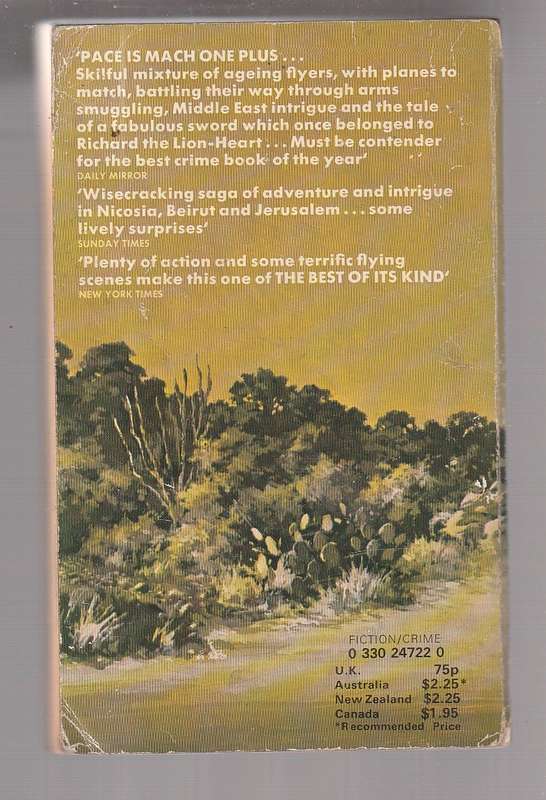 'PACE IS MACH ONE PLUS...
Skilful mixture of ageing flyers, with planes to
match, battling their way through arms
smuggling, Middle East intrigue and the tale
of a fabulous sword which once belonged to
Richard the Lion-Heart... Must be contender
for the best crime book of the year'
DAILY MIRROR
'Wisecracking saga of adventure and intrigue
in Nicosia, Beirut and Jerusalem... some
lively surprises'
SUNDAY TIMES
'Plenty of action and some terrific flying
scenes make this one of THE BEST OF ITS KIND'
NEW YORK TIMES
FICTION/CRIME
0 330 24722 0
U.K. 75p
Australia $2.25*
New Zealand $2.25
Canada $1.95
*Recommended Price